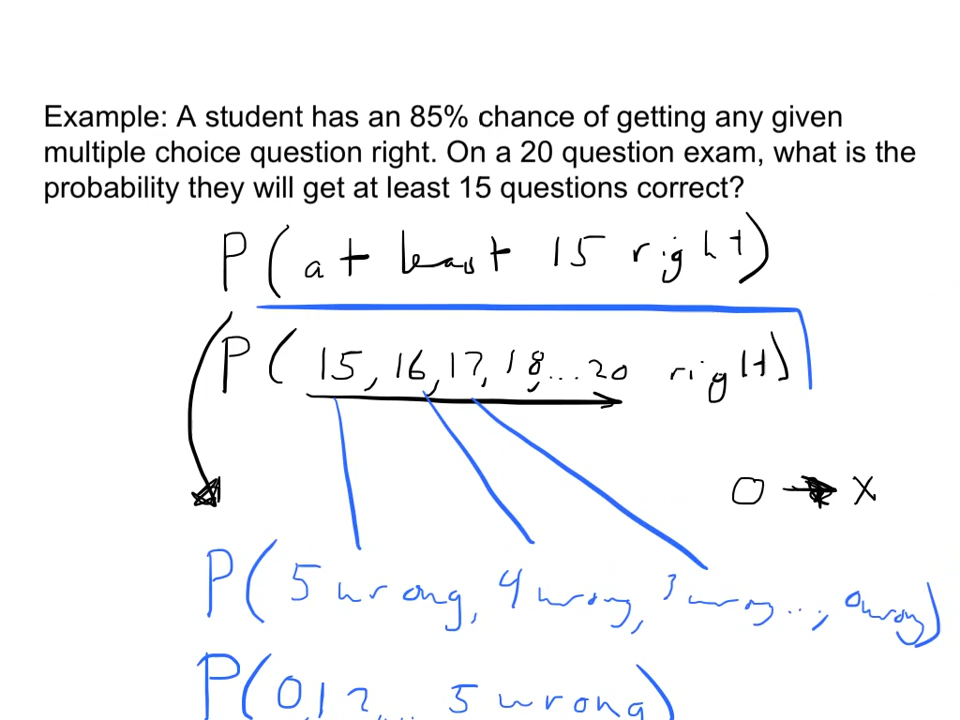 Example: A student has an 85% chance of getting any given
multiple choice question right. On a 20 question exam, what is the
probability they will get at least 15 questions correct?
P(at least 15 right)
P(15, 16, 17, 18, ... 20 right)
0 → x
P(5 wrong, 4 wrong, 3 wrong ..., 0 wrong)
P(0, 1 2, ... 5 wrong)